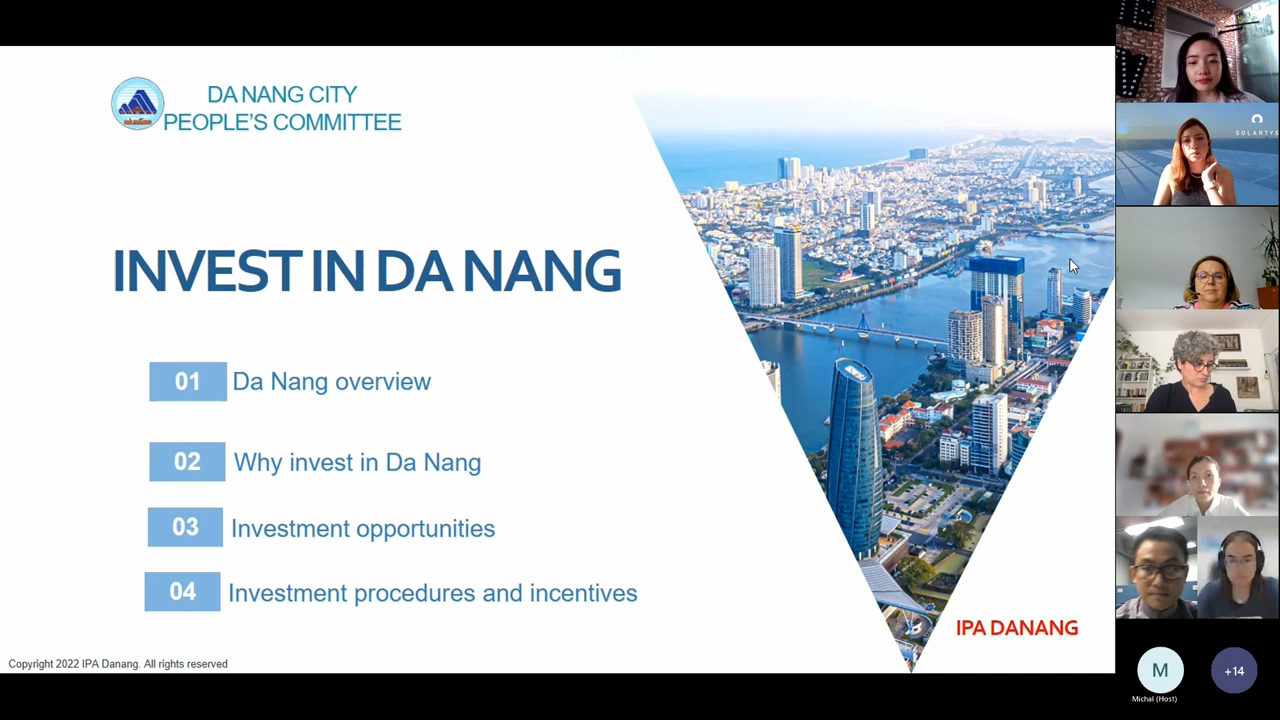 DA NANG CITY
PEOPLE'S COMMITTEE
INVEST IN DA NANG
01 Da Nang overview
02 Why invest in Da Nang
03 Investment opportunities
04 Investment procedures and incentives
IPA DANANG
Copyright 2022 IPA Danang. All rights reserved
SOLARTYS
M
Michal (Host)
+14